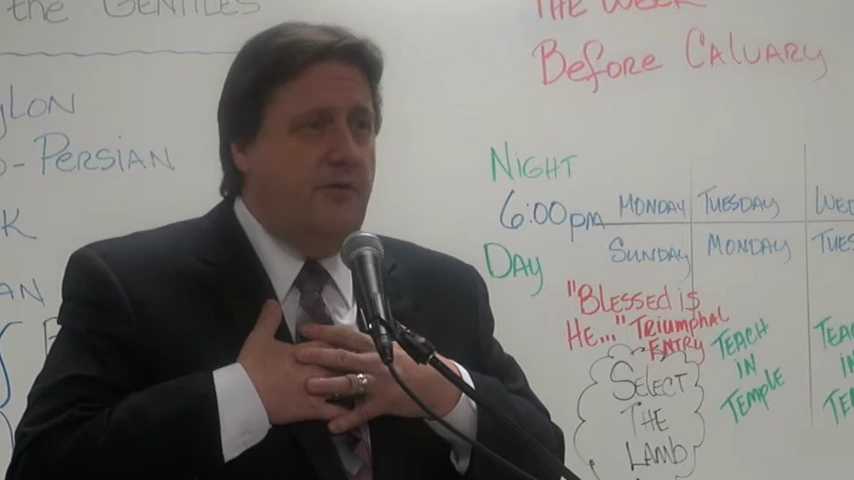 the GENTILES
PERSIAN
THE WEEK
BEFORE CALVARY
NIGHT
6:00pm MONDAY TUESDAY
DAY SUNDAY MONDAY
"BLESSED is
HE..." TRIUMPHAL
ENTRY
TEACH
IN
TEMPLE
SELECT
THE
LAMB